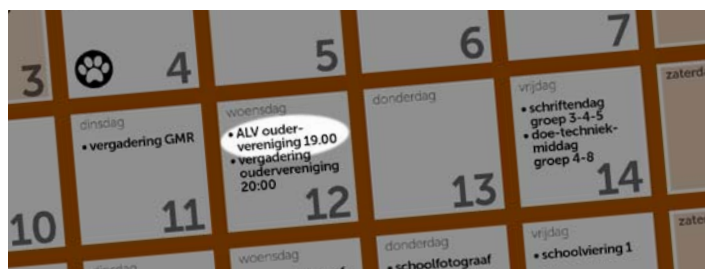 3
4
5
6
7
dinsdag
• vergadering GMR
11
woensdag
• ALV ouder-
vereniging 19.00
• vergadering
oudervereniging
20:00
12
donderdag
13
vrijdag
• schriftendag
groep 3-4-5
• doe-techniek-
middag
groep 4-8
14
10
woensdag
donderdag
• schoolfotograaf
vrijdag
• schoolviering 1